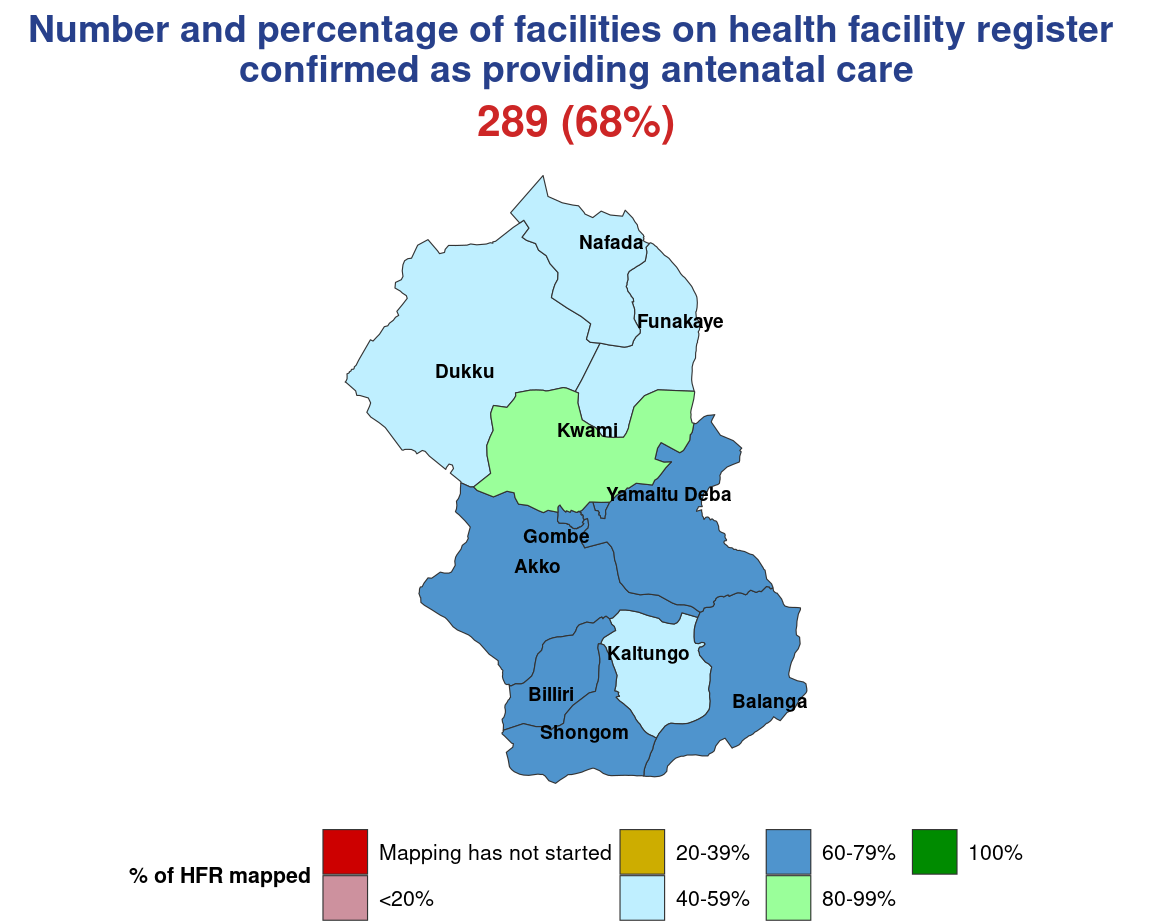 Number and percentage of facilities on health facility register
confirmed as providing antenatal care
289 (68%)
Nafada
Funakaye
Dukku
Kwami
Yamaltu Deba
Gombe
Akko
Kaltungo
Billiri
Balanga
Shongom
% of HFR mapped
Mapping has not started
<20%
20-39%
40-59%
60-79%
80-99%
100%